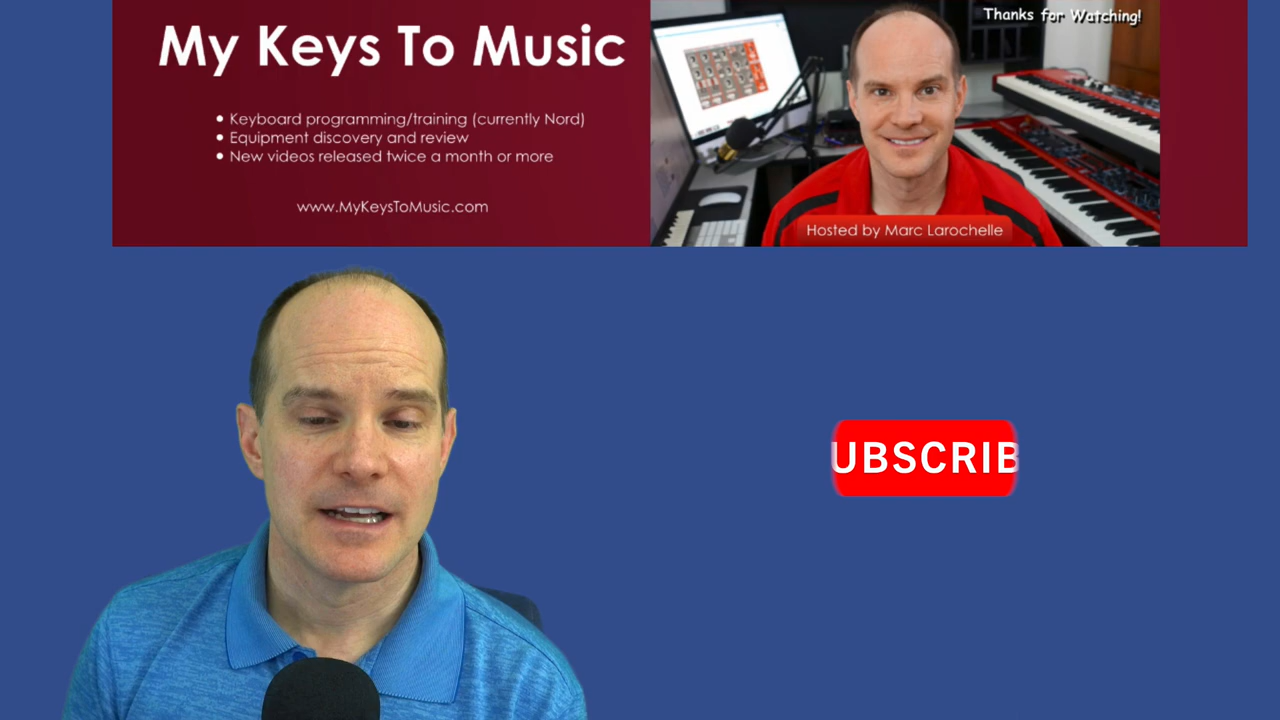 My Keys To Music
Thanks for Watching!
• Keyboard programming/training (currently Nord)
• Equipment discovery and review
• New videos released twice a month or more
www.MyKeysToMusic.com
Hosted by Marc Larochelle
UBSCRIB